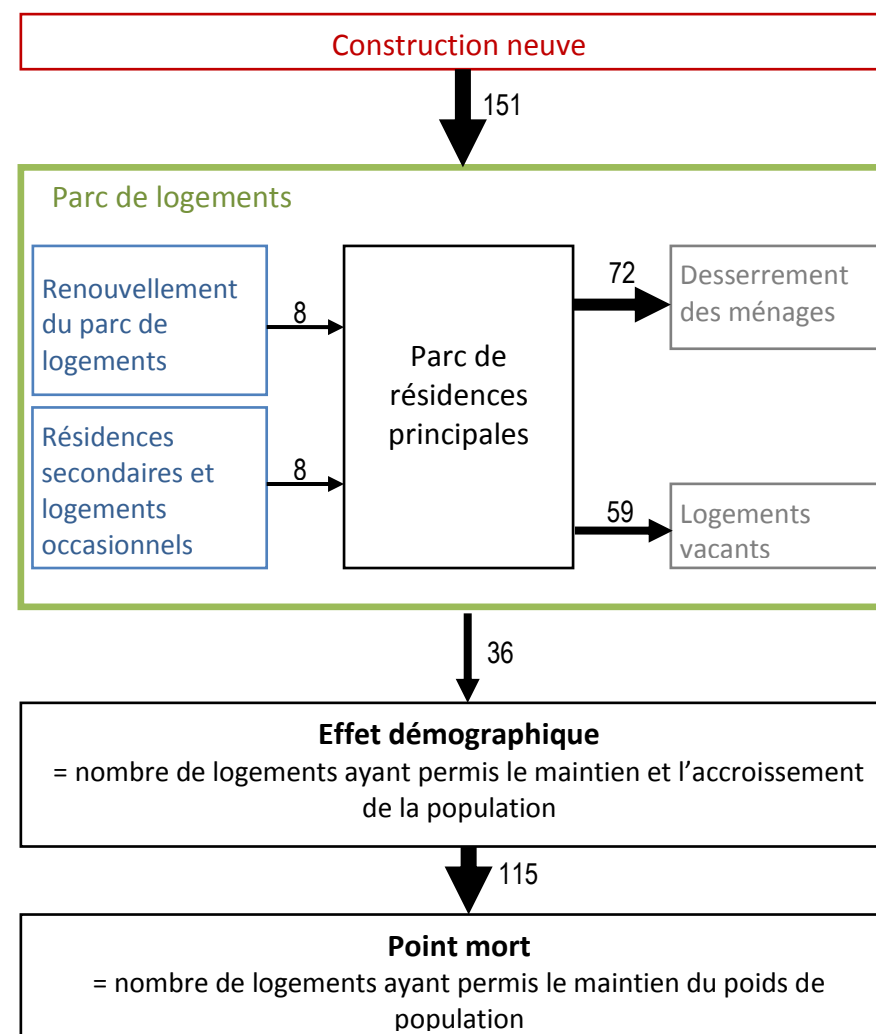 Construction neuve
151
Parc de logements
Renouvellement
du parc de
logements
8
Résidences
secondaires et
logements
occasionnels
8
Parc de
résidences
principales
72
Desserrement
des ménages
59
Logements
vacants
36
Effet démographique
= nombre de logements ayant permis le maintien et l’accroissement
de la population
115
Point mort
= nombre de logements ayant permis le maintien du poids de
population